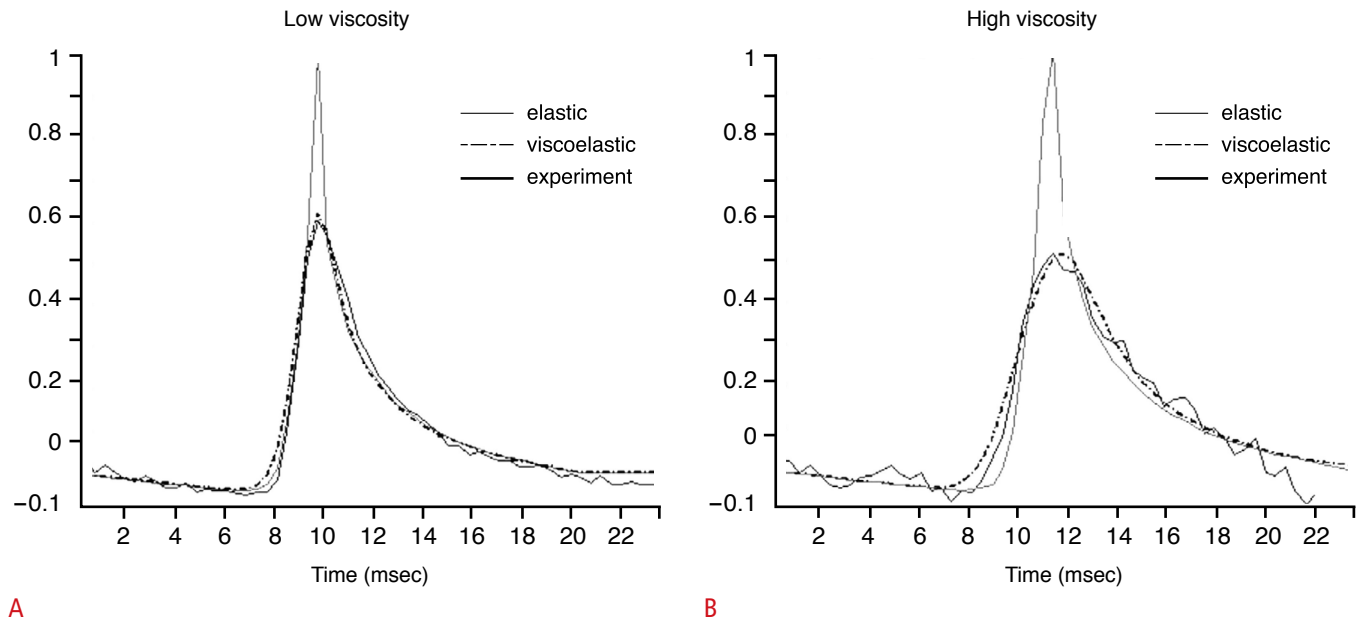 Low viscosity
1
0.8
0.6
0.4
0.2
0
−0.1
elastic
viscoelastic
experiment
2 4 6 8 10 12 14 16 18 20 22
Time (msec)
A
High viscosity
1
0.8
0.6
0.4
0.2
0
−0.1
elastic
viscoelastic
experiment
2 4 6 8 10 12 14 16 18 20 22
Time (msec)
B